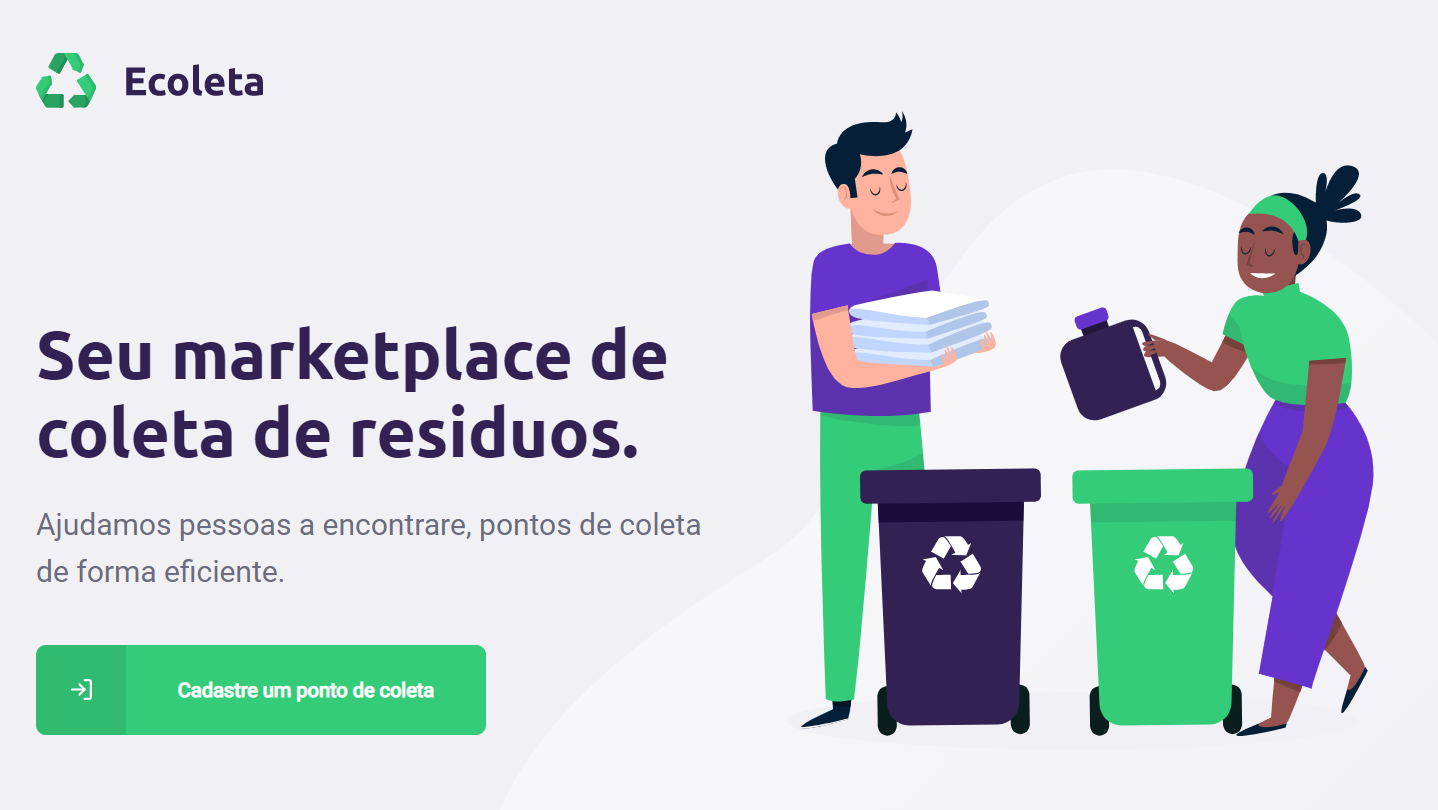 Ecoleta
Seu marketplace de
coleta de residuos.
Ajudamos pessoas a encontrare, pontos de coleta
de forma eficiente.
Cadastre um ponto de coleta